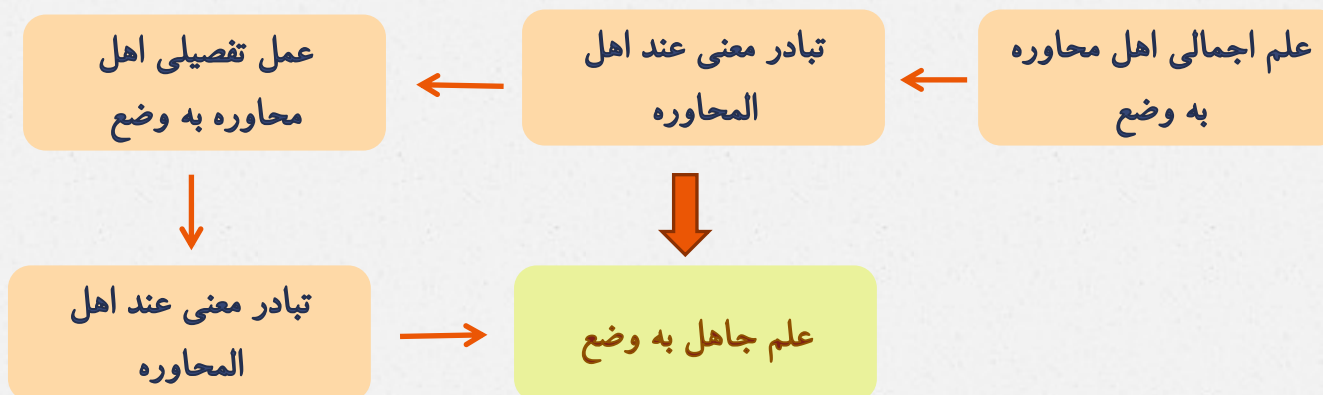 علم اجمالی اهل محاوره
به وضع
تبادر معنی عند اهل
المحاوره
عمل تفصیلی اهل
محاوره به وضع
تبادر معنی عند اهل
المحاوره
علم جاهل به وضع